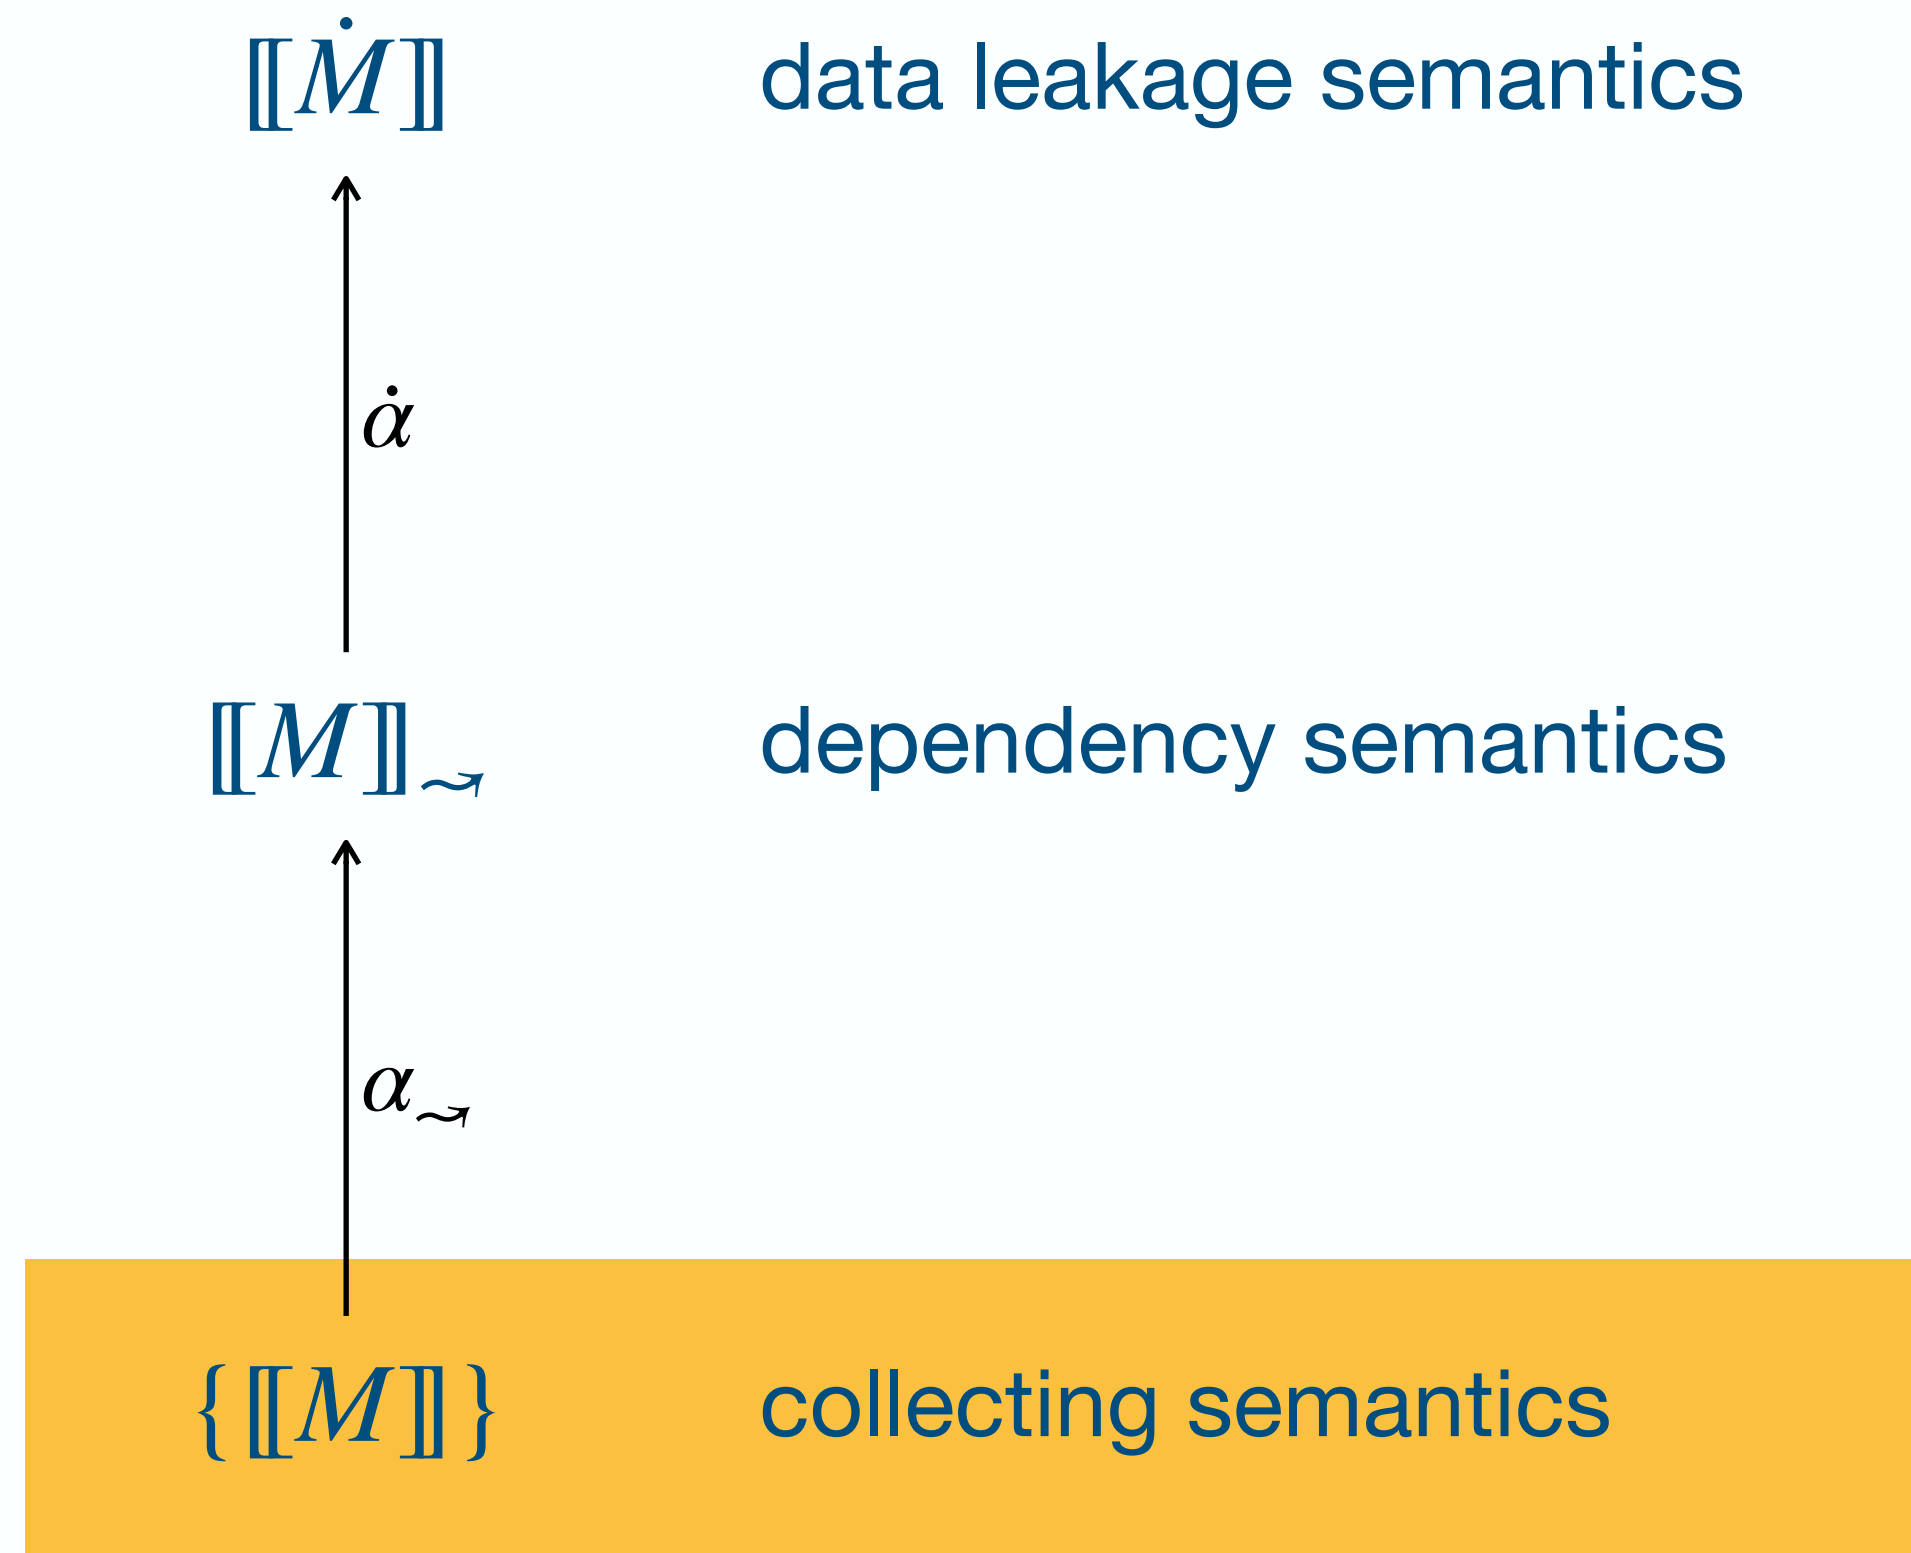 ⟦Ṁ⟧ data leakage semantics
α̇
⟦M⟧⤳ dependency semantics
α⤳
{⟦M⟧} collecting semantics